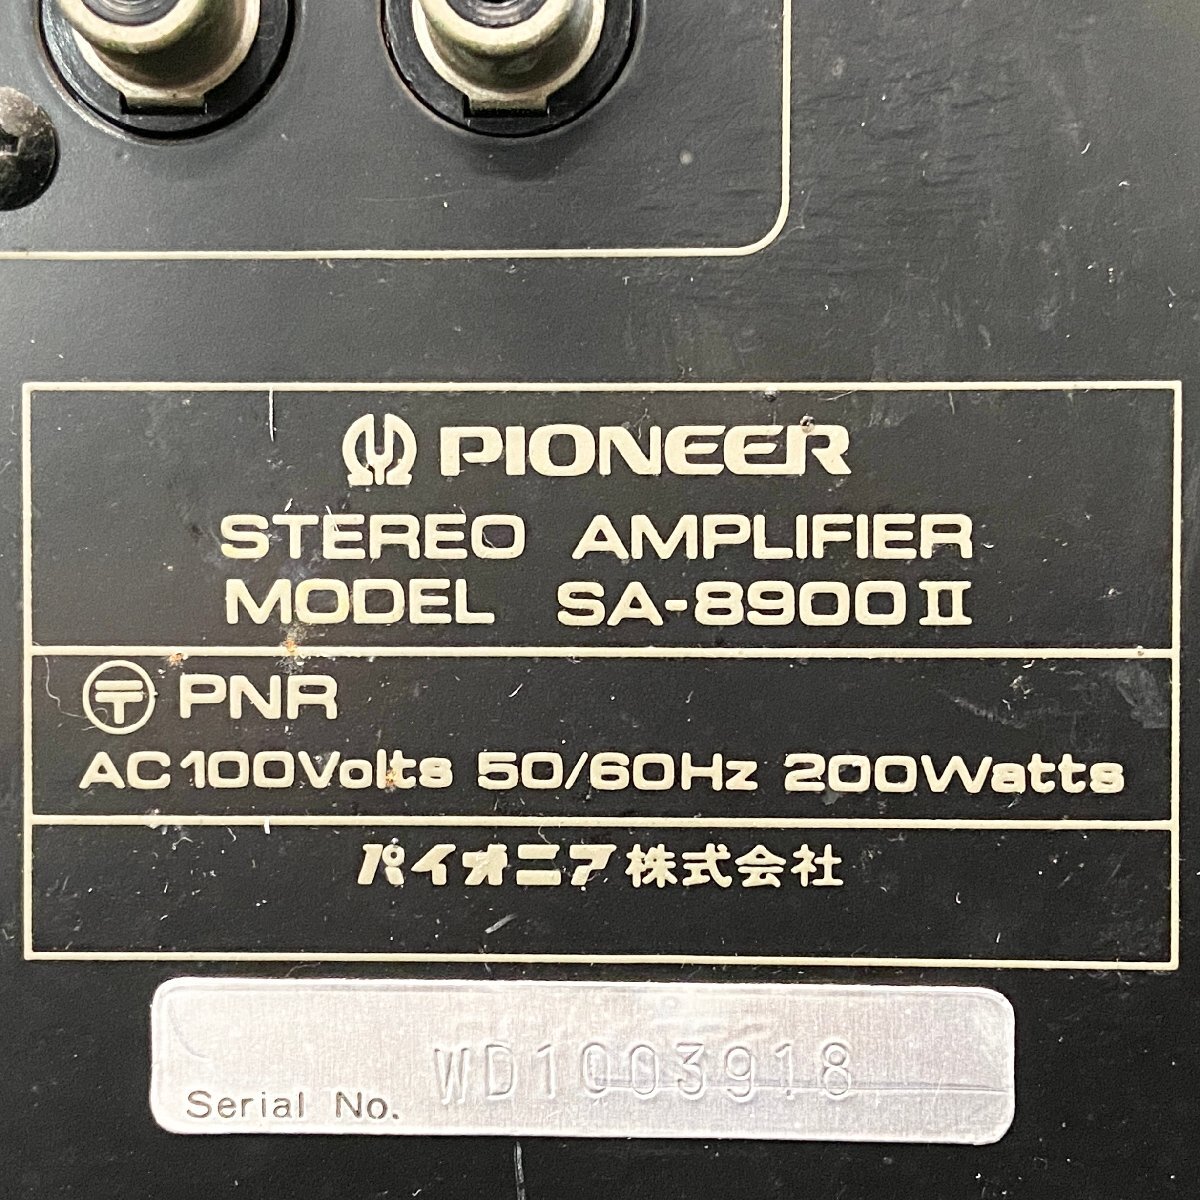 PIONEER
STEREO AMPLIFIER
MODEL SA-8900II
〒 PNR
AC100Volts 50/60Hz 200Watts
パイオニア株式会社
Serial No. WD1003918